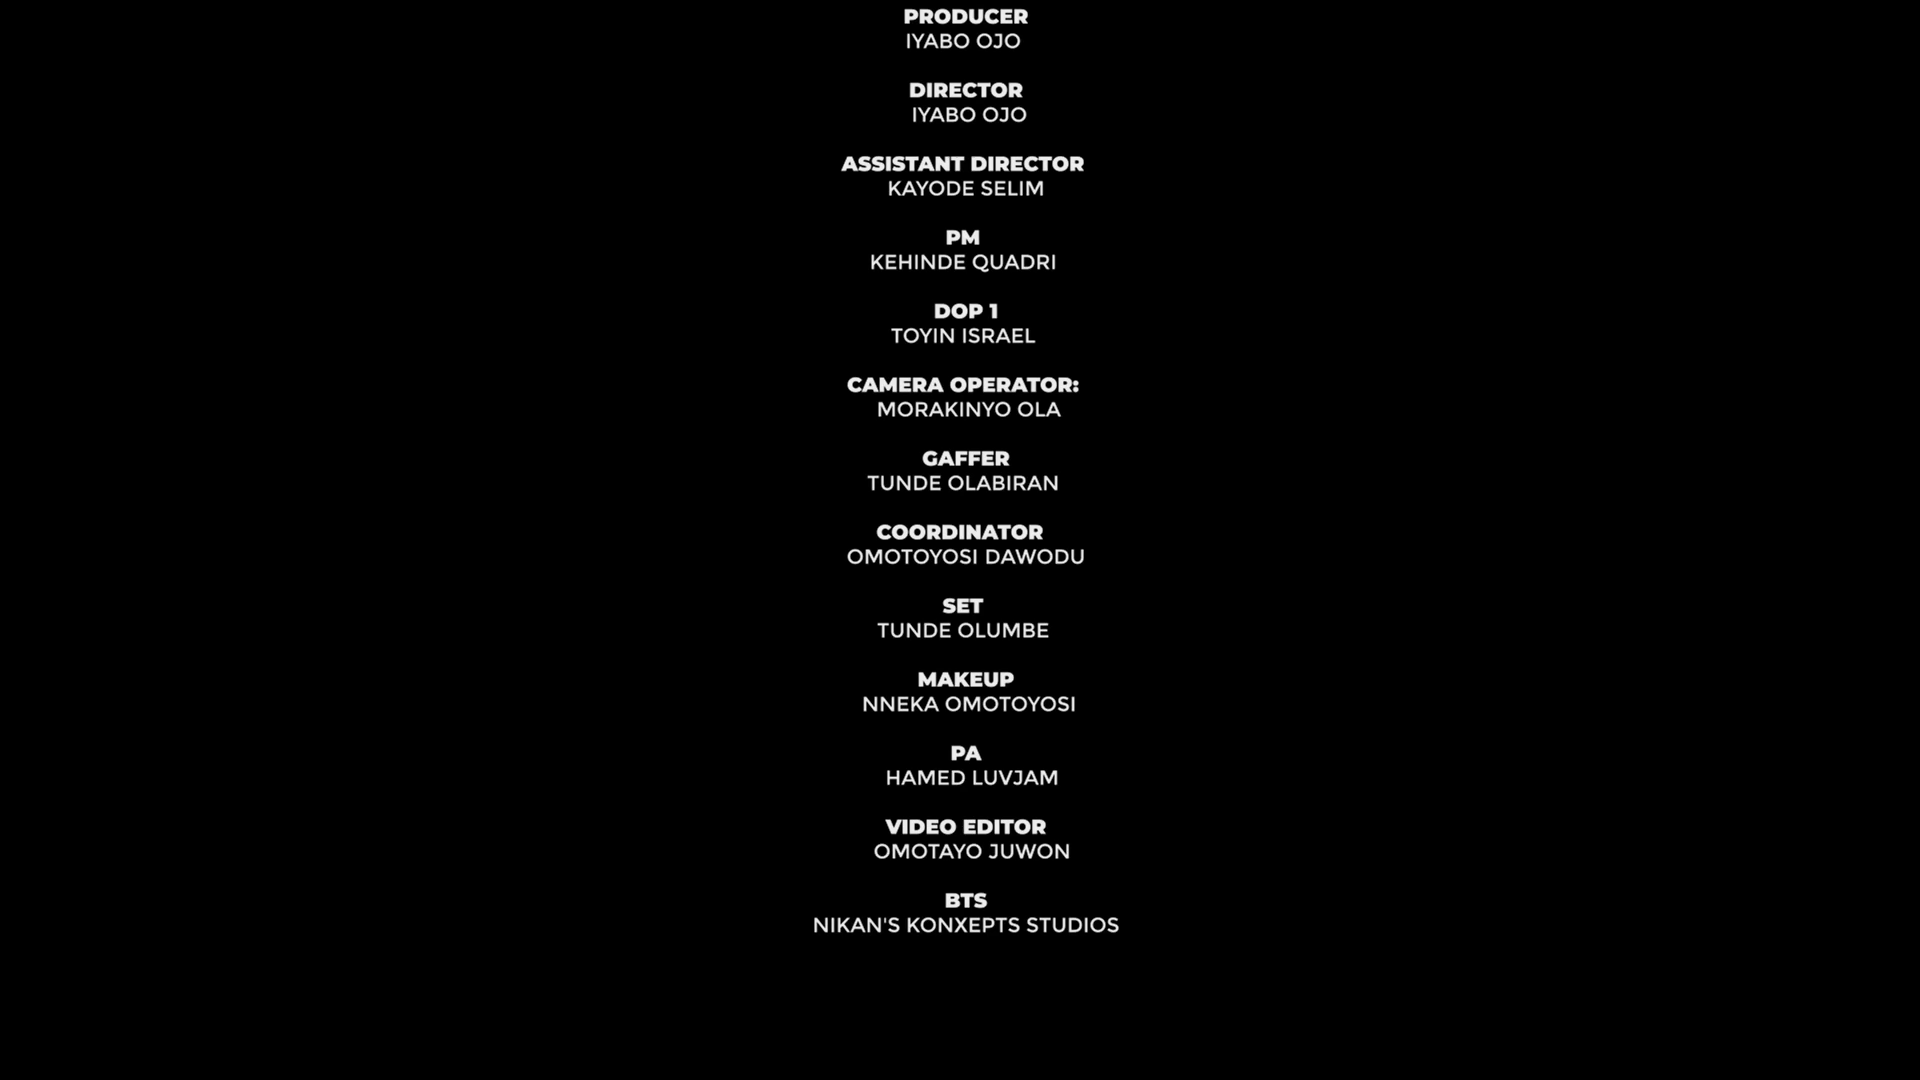 PRODUCER
IYABO OJO
DIRECTOR
IYABO OJO
ASSISTANT DIRECTOR
KAYODE SELIM
PM
KEHINDE QUADRI
DOP 1
TOYIN ISRAEL
CAMERA OPERATOR:
MORAKINYO OLA
GAFFER
TUNDE OLABIRAN
COORDINATOR
OMOTOYOSI DAWODU
SET
TUNDE OLUMBE
MAKEUP
NNEKA OMOTOYOSI
PA
HAMED LUVJAM
VIDEO EDITOR
OMOTAYO JUWON
BTS
NIKAN'S KONXEPTS STUDIOS